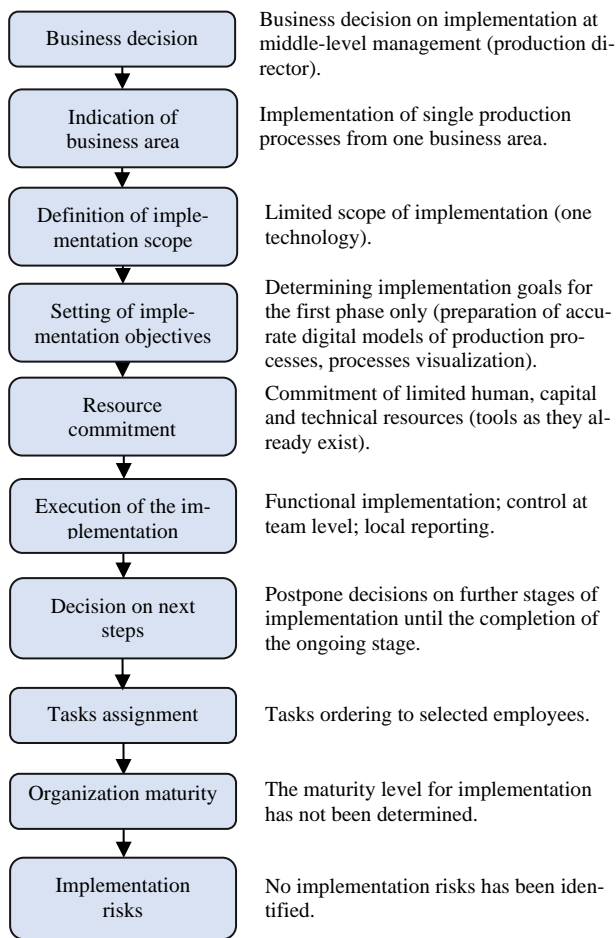 Business decision
Business decision on implementation at
middle-level management (production di-
rector).
Indication of
business area
Implementation of single production
processes from one business area.
Definition of imple-
mentation scope
Limited scope of implementation (one
technology).
Setting of imple-
mentation objectives
Determining implementation goals for
the first phase only (preparation of accu-
rate digital models of production pro-
cesses, processes visualization).
Resource
commitment
Commitment of limited human, capital
and technical resources (tools as they al-
ready exist).
Execution of the im-
plementation
Functional implementation; control at
team level; local reporting.
Decision on next
steps
Postpone decisions on further stages of
implementation until the completion of
the ongoing stage.
Tasks assignment
Tasks ordering to selected employees.
Organization maturity
The maturity level for implementation
has not been determined.
Implementation
risks
No implementation risks has been iden-
tified.